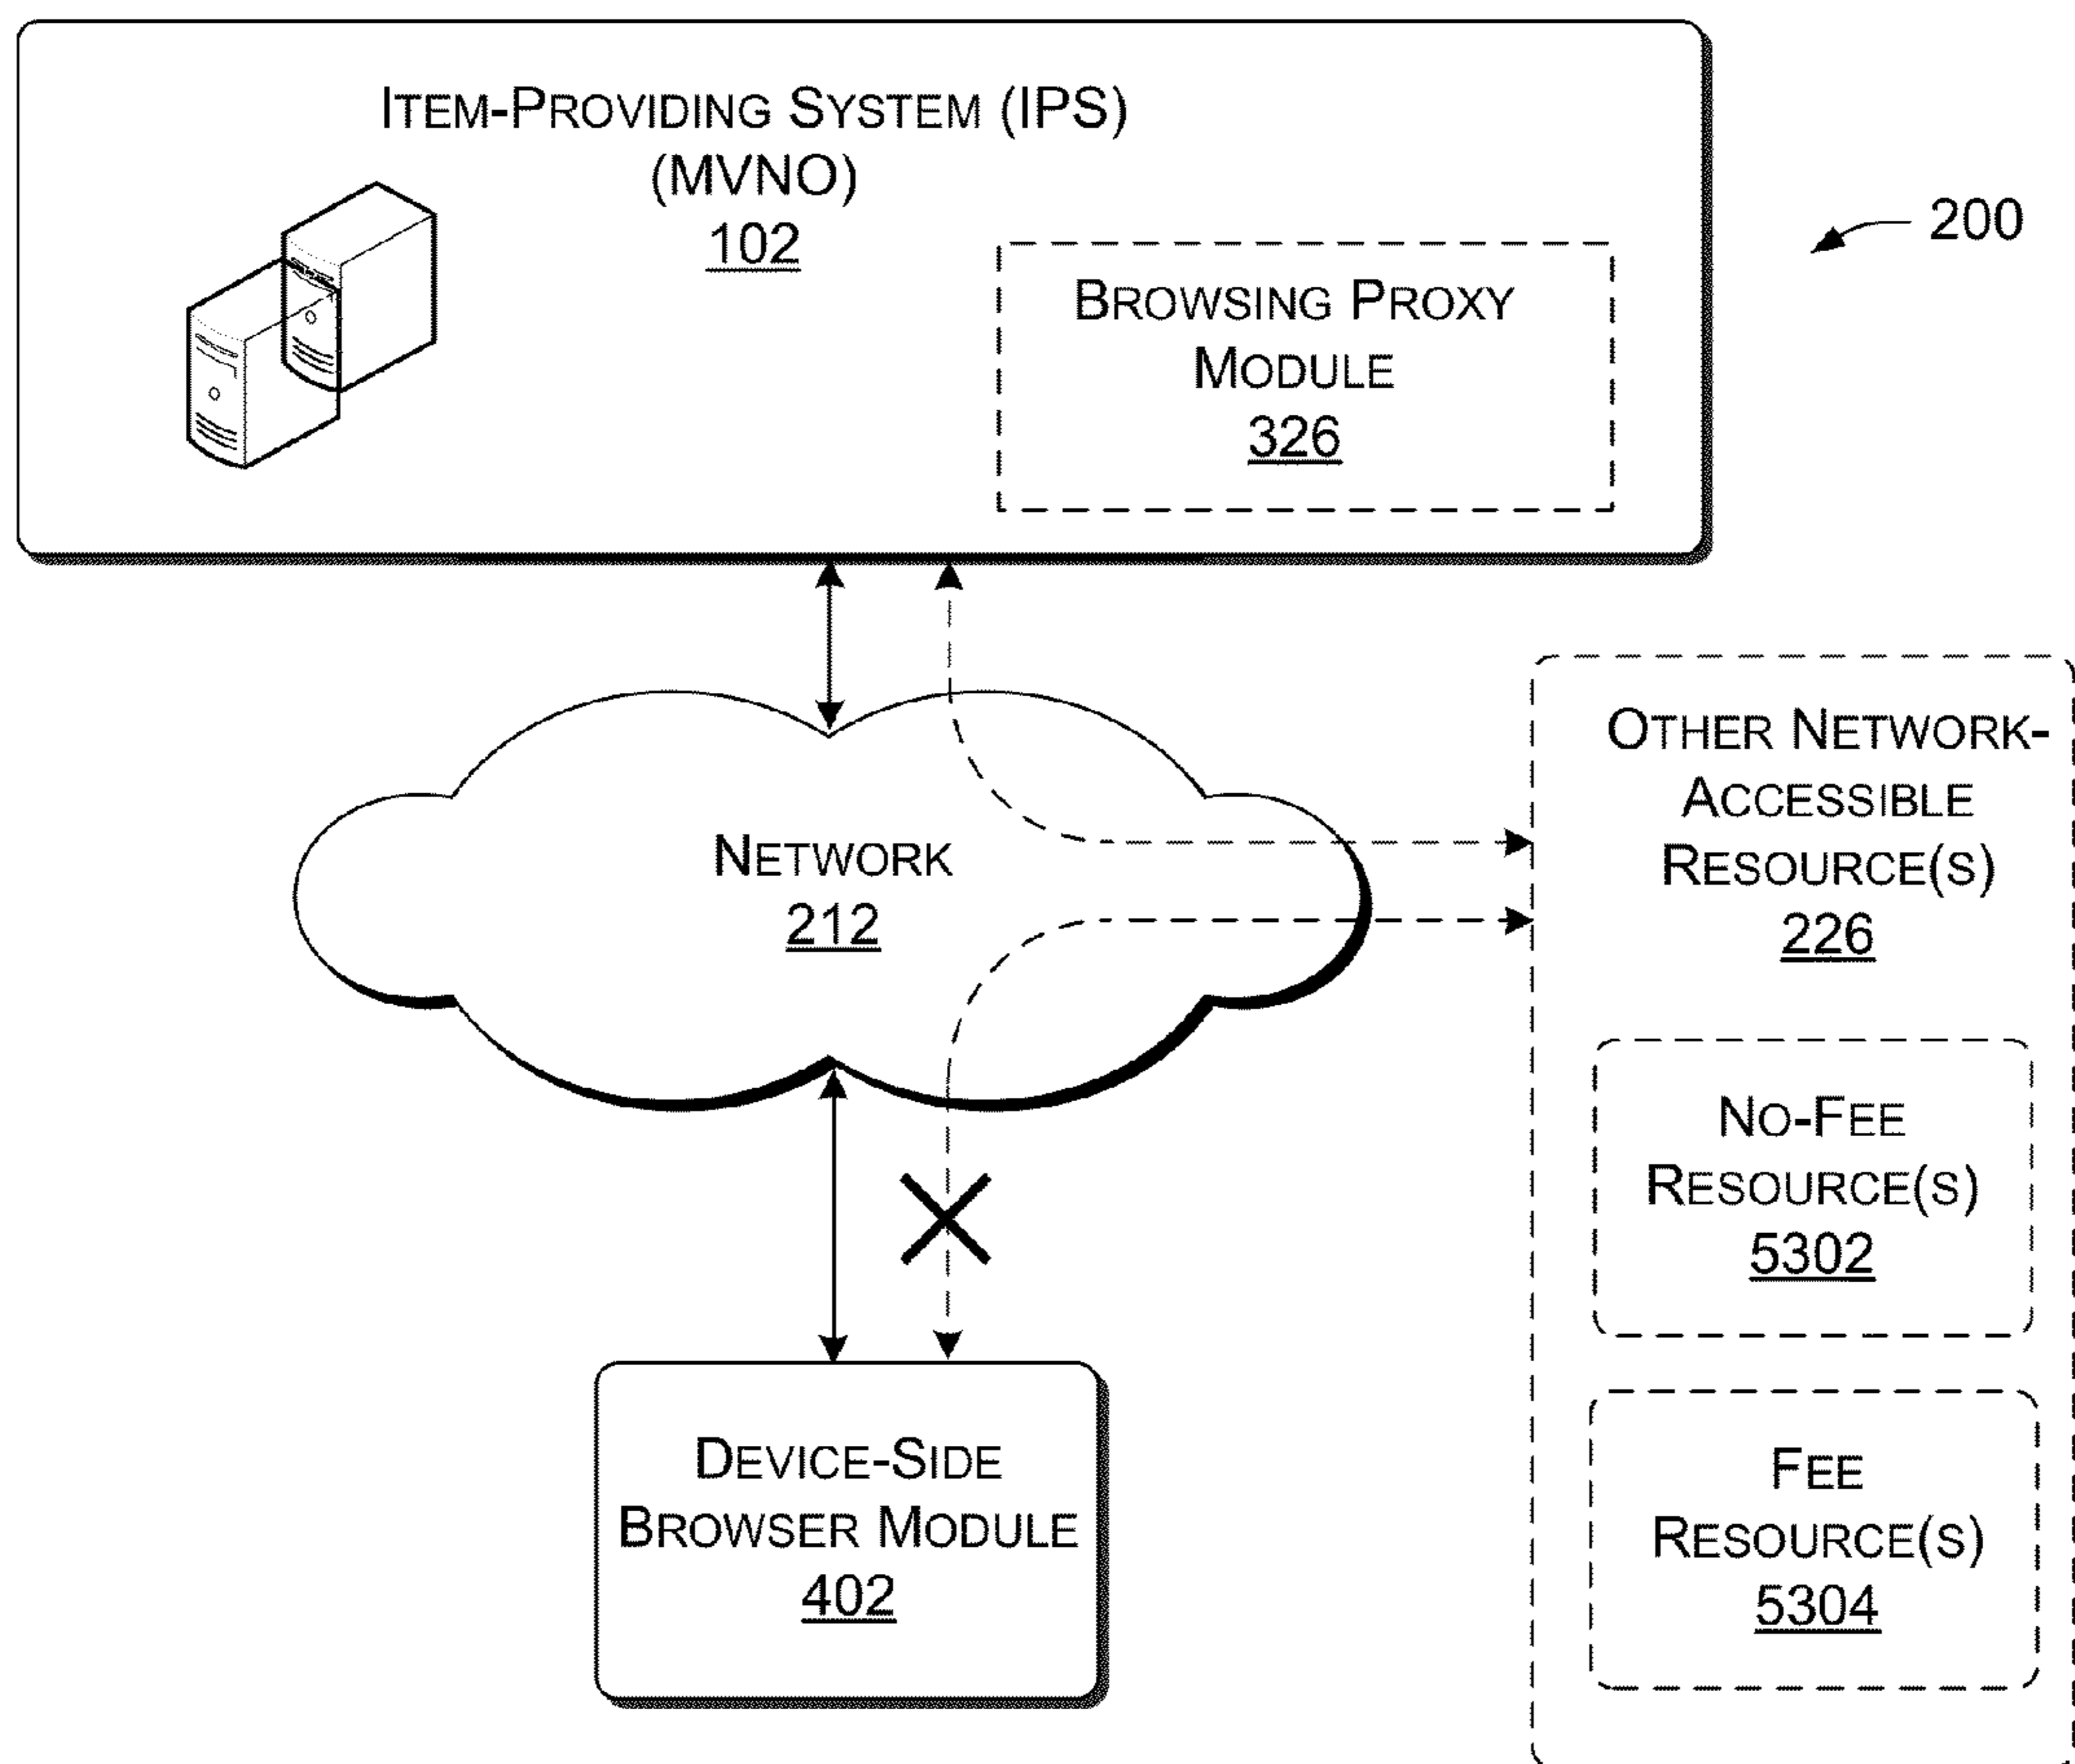 ITEM-PROVIDING SYSTEM (IPS)
(MVNO)
102
BROWSING PROXY
MODULE
326
200
NETWORK
212
OTHER NETWORK-
ACCESSIBLE
RESOURCE(S)
226
NO-FEE
RESOURCE(S)
5302
FEE
RESOURCE(S)
5304
DEVICE-SIDE
BROWSER MODULE
402